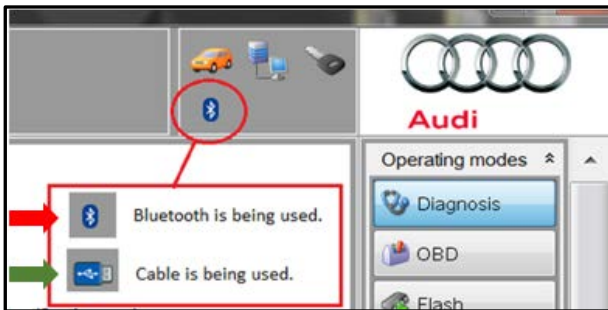 Audi
Operating modes
Diagnosis
OBD
Flash
Bluetooth is being used.
Cable is being used.